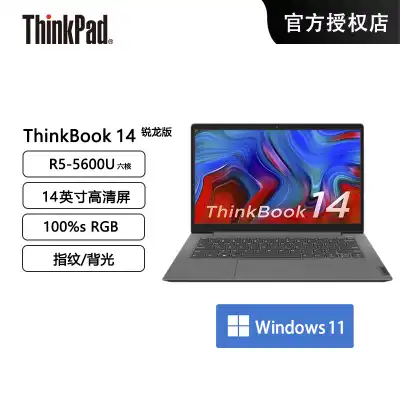 ThinkPad®
官方授权店
ThinkBook 14 锐龙版
R5-5600U 六核
14英寸高清屏
100%s RGB
指纹/背光
ThinkBook 14
Windows 11